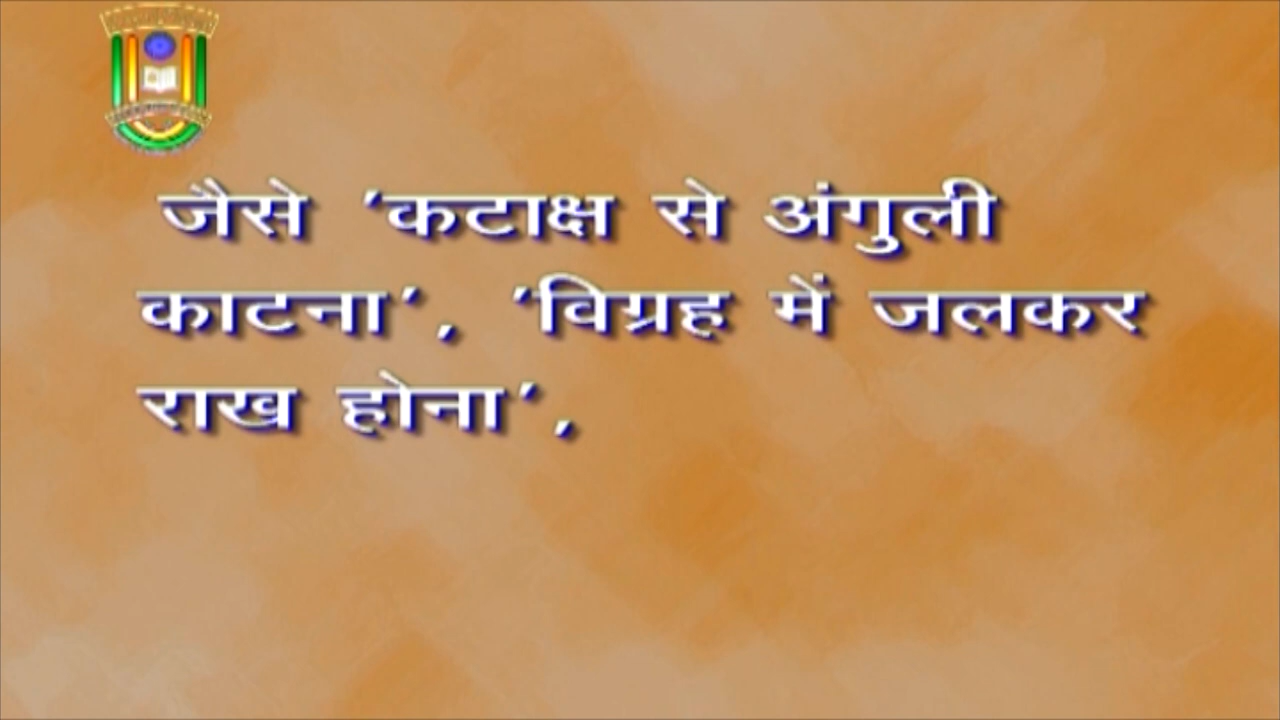 जैसे ′कटाक्ष से अंगुली
काटना′, ′विग्रह में जलकर
राख होना′,